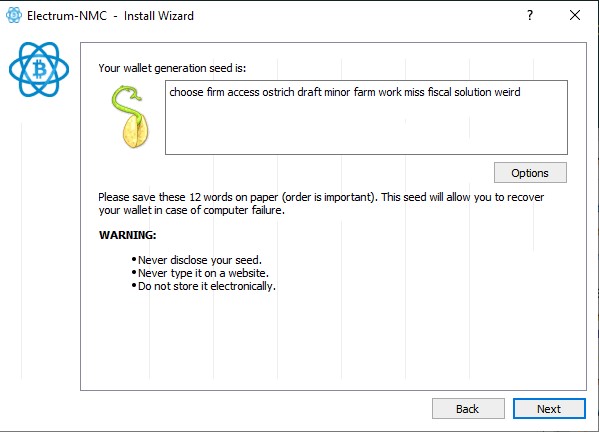 Electrum-NMC - Install Wizard
Your wallet generation seed is:
choose firm access ostrich draft minor farm work miss fiscal solution weird
Options
Please save these 12 words on paper (order is important). This seed will allow you to recover
your wallet in case of computer failure.
WARNING:
• Never disclose your seed.
• Never type it on a website.
• Do not store it electronically.
Back
Next